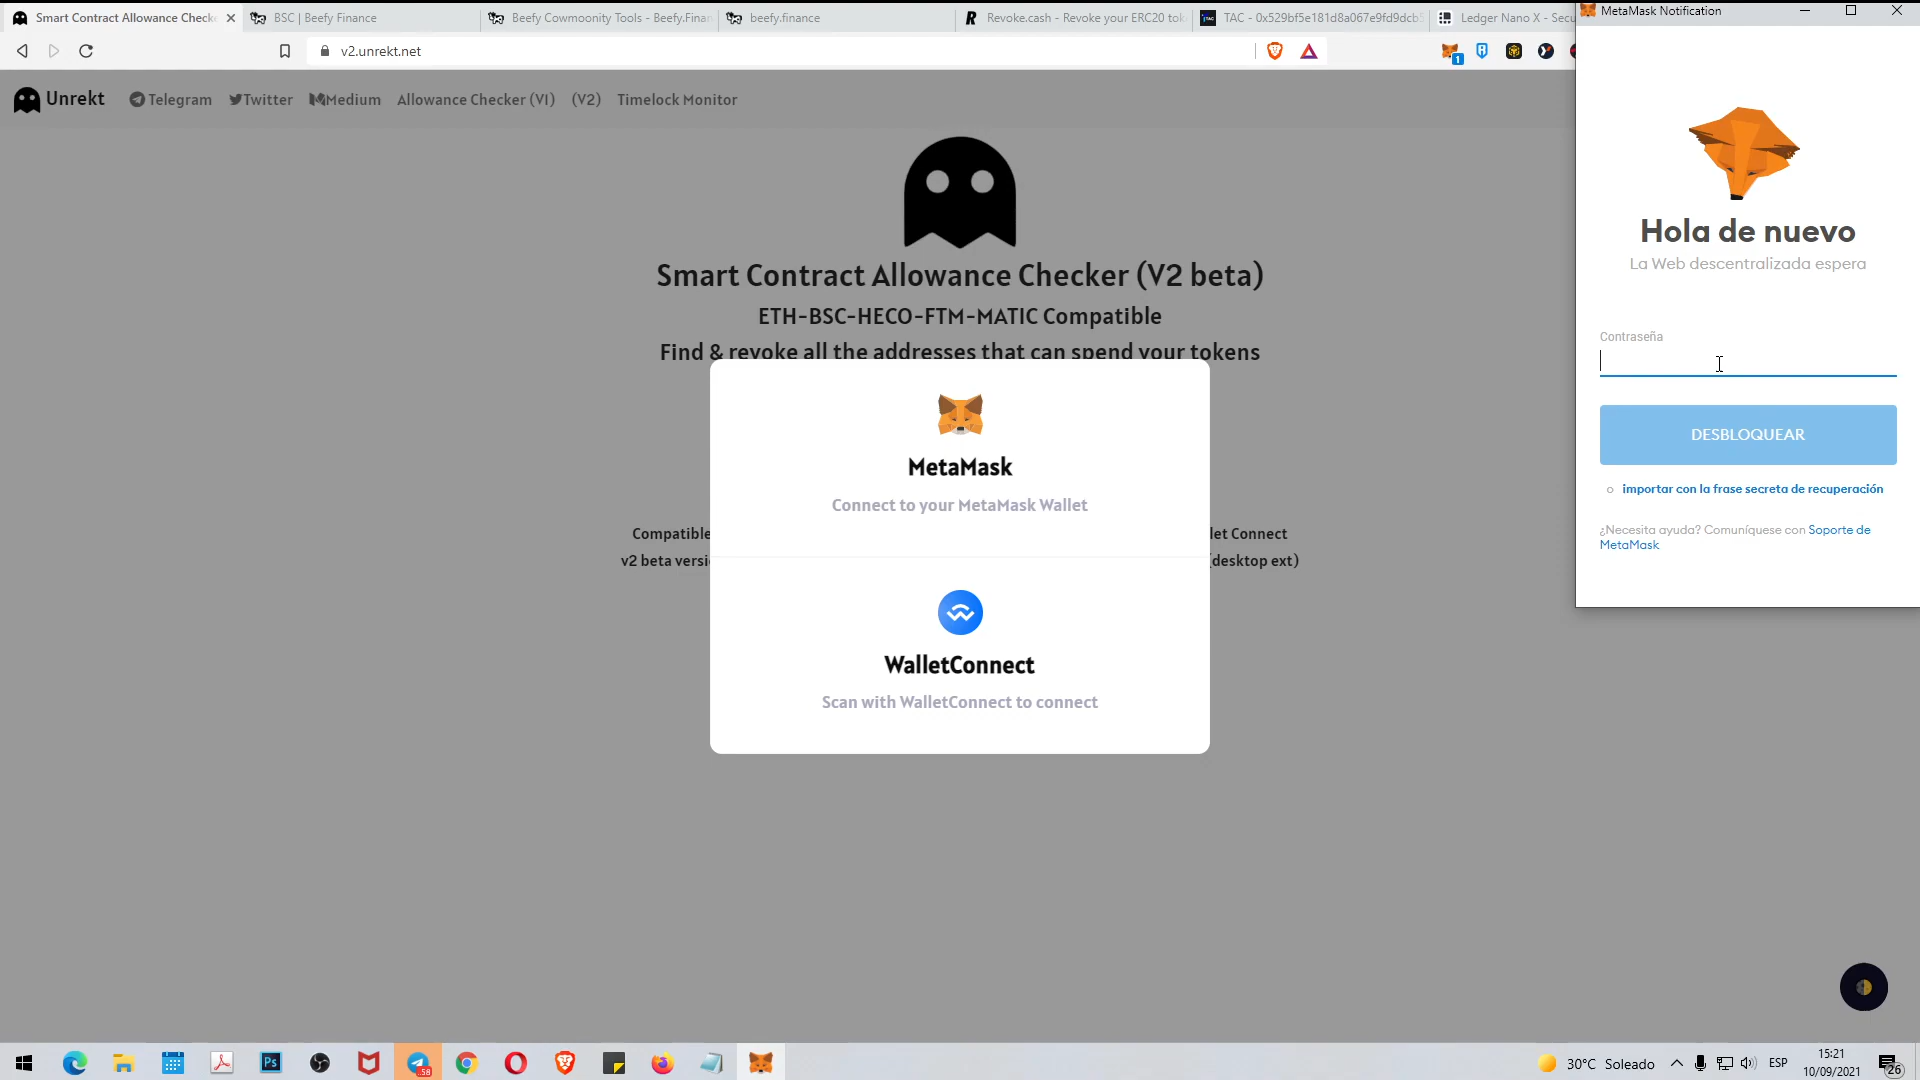 Smart Contract Allowance Checke
BSC | Beefy Finance
Beefy Cowmoonity Tools - Beefy.Finan
beefy.finance
Revoke.cash - Revoke your ERC20 tok
TAC - 0x529bf5e181d8a067e9fd9dcb5
Ledger Nano X - Secu
MetaMask Notification
v2.unrekt.net
1
Unrekt
Telegram
Twitter
Medium
Allowance Checker (V1)
(V2)
Timelock Monitor
Smart Contract Allowance Checker (V2 beta)
ETH-BSC-HECO-FTM-MATIC Compatible
Find & revoke all the addresses that can spend your tokens
MetaMask
Connect to your MetaMask Wallet
Compatible
let Connect
v2 beta versi
(desktop ext)
WalletConnect
Scan with WalletConnect to connect
Hola de nuevo
La Web descentralizada espera
Contraseña
DESBLOQUEAR
importar con la frase secreta de recuperación
¿Necesita ayuda? Comuníquese con Soporte de
MetaMask
Ps
58
30°C Soleado
ESP
15:21
10/09/2021
26